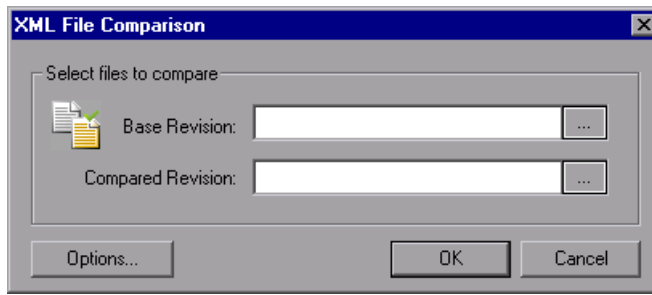 XML File Comparison
Select files to compare
Base Revision:
...
Compared Revision:
...
Options...
OK
Cancel